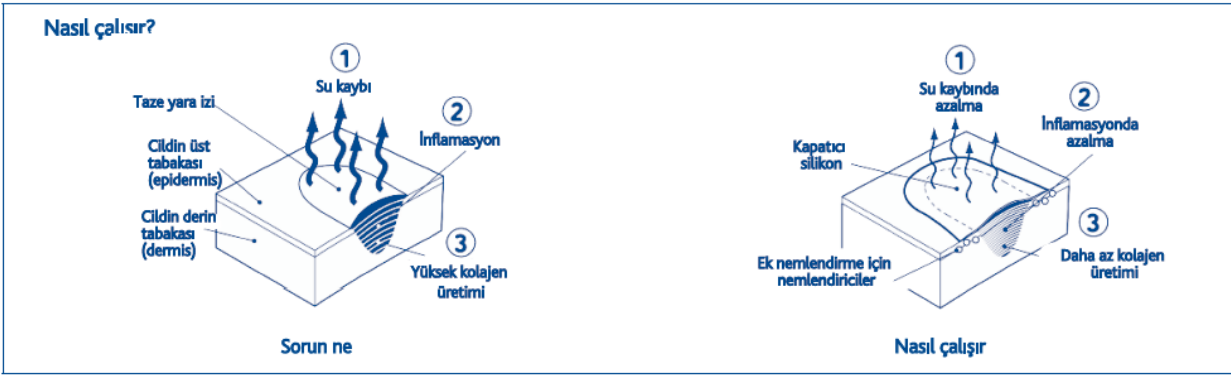 Nasıl çalısır?
1
Su kaybı
Taze yara izi
2
İnflamasyon
Cildin üst
tabakası
(epidermis)
Cildin derin
tabakası
(dermis)
3
Yüksek kolajen
üretimi
Sorun ne
1
Su kaybında
azalma
2
İnflamasyonda
azalma
Kapatıcı
silikon
3
Daha az kolajen
üretimi
Ek nemlendirme için
nemlendiriciler
Nasıl çalışır